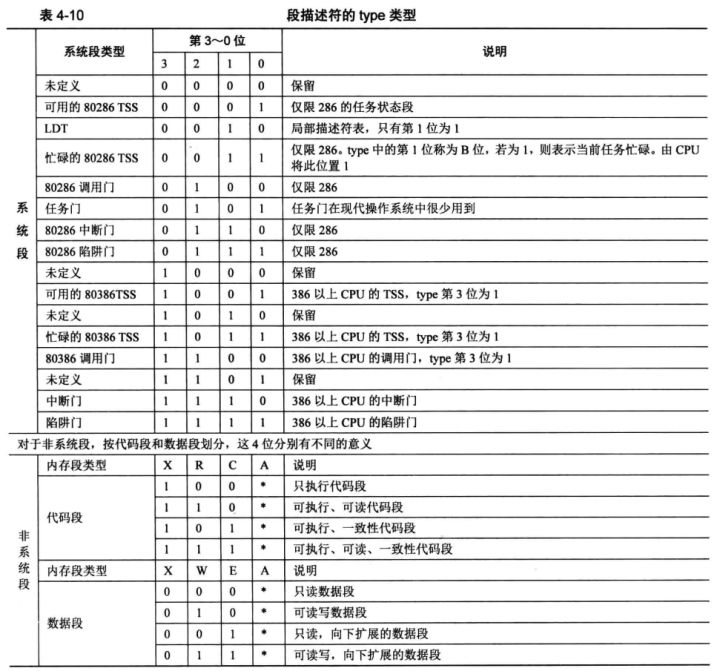 表 4-10 段描述符的 type 类型
系统段类型 第 3～0 位 说明
3 2 1 0
系统段
未定义 0 0 0 0 保留
可用的 80286 TSS 0 0 0 1 仅限 286 的任务状态段
LDT 0 0 1 0 局部描述符表，只有第 1 位为 1
忙碌的 80286 TSS 0 0 1 1 仅限 286。type 中的第 1 位称为 B 位，若为 1，则表示当前任务忙碌。由 CPU
将此位置 1
80286 调用门 0 1 0 0 仅限 286
任务门 0 1 0 1 任务门在现代操作系统中很少用到
80286 中断门 0 1 1 0 仅限 286
80286 陷阱门 0 1 1 1 仅限 286
未定义 1 0 0 0 保留
可用的 80386TSS 1 0 0 1 386 以上 CPU 的 TSS，type 第 3 位为 1
未定义 1 0 1 0 保留
忙碌的 80386 TSS 1 0 1 1 386 以上 CPU 的 TSS，type 第 3 位为 1
80386 调用门 1 1 0 0 386 以上 CPU 的调用门，type 第 3 位为 1
未定义 1 1 0 1 保留
中断门 1 1 1 0 386 以上 CPU 的中断门
陷阱门 1 1 1 1 386 以上 CPU 的陷阱门
对于非系统段，按代码段和数据段划分，这 4 位分别有不同的意义
非系统段
内存段类型 X R C A 说明
代码段
1 0 0 * 只执行代码段
1 1 0 * 可执行、可读代码段
1 0 1 * 可执行、一致性代码段
1 1 1 * 可执行、可读、一致性代码段
内存段类型 X W E A 说明
数据段
0 0 0 * 只读数据段
0 1 0 * 可读写数据段
0 0 1 * 只读，向下扩展的数据段
0 1 1 * 可读写，向下扩展的数据段